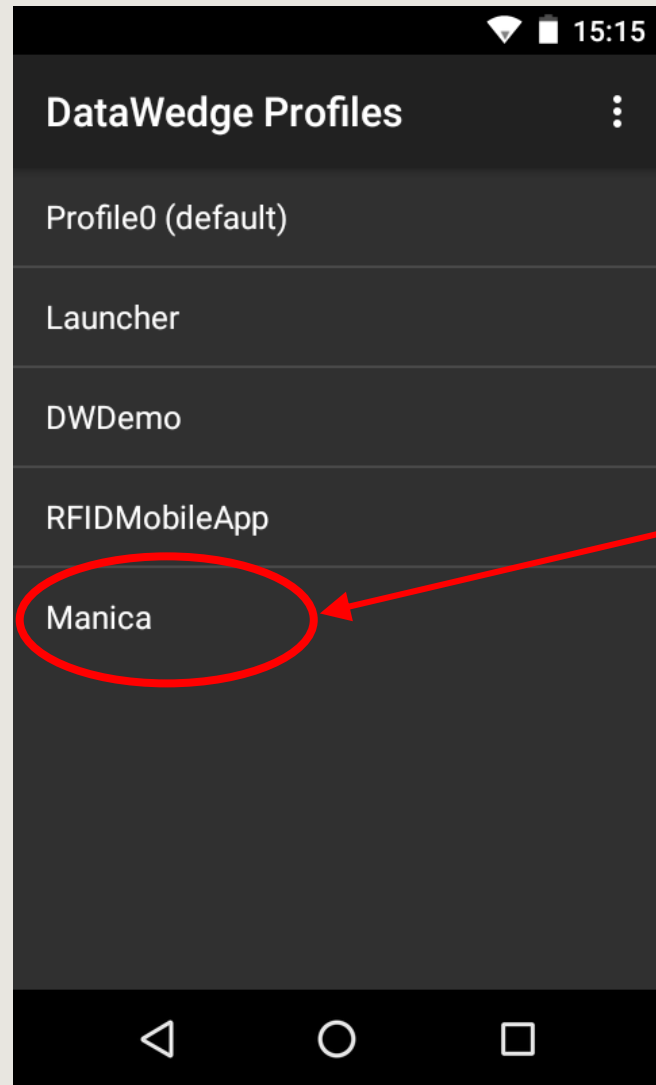 15:15
DataWedge Profiles
Profile0 (default)
Launcher
DWDemo
RFIDMobileApp
Manica